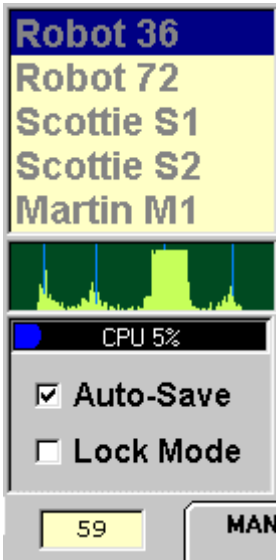 Robot 36
Robot 72
Scottie S1
Scottie S2
Martin M1
CPU 5%
Auto-Save
Lock Mode
59
MAN